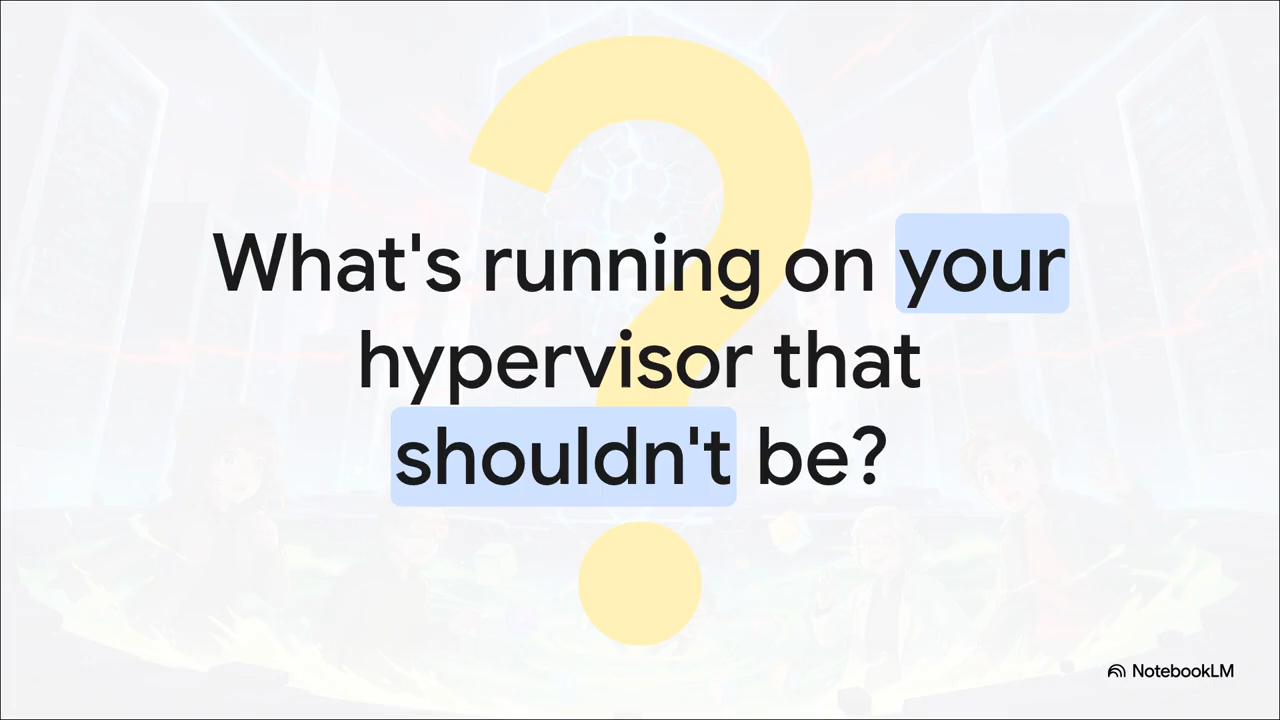 What's running on your
hypervisor that
shouldn't be?
NotebookLM